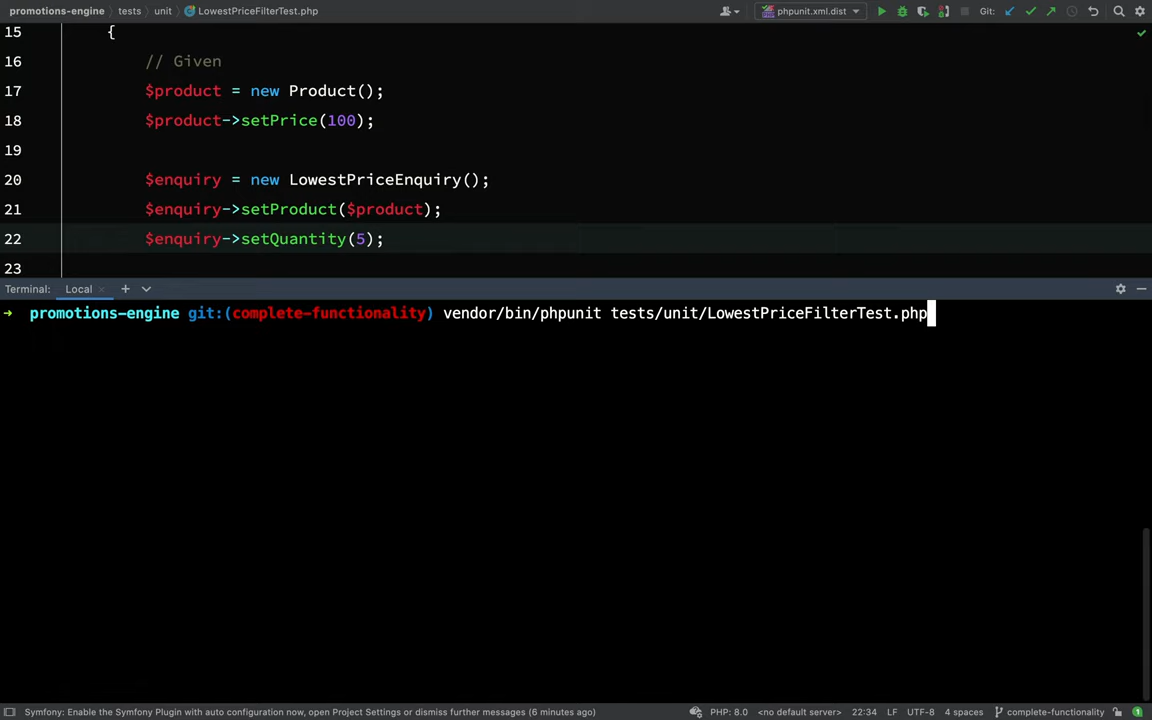 promotions-engine tests unit LowestPriceFilterTest.php phpunit.xml.dist Git:
15 {
16 // Given
17 $product = new Product();
18 $product->setPrice(100);
19
20 $enquiry = new LowestPriceEnquiry();
21 $enquiry->setProduct($product);
22 $enquiry->setQuantity(5);
23
Terminal: Local
promotions-engine git:(complete-functionality) vendor/bin/phpunit tests/unit/LowestPriceFilterTest.php
Symfony: Enable the Symfony Plugin with auto configuration now, open Project Settings or dismiss further messages (6 minutes ago) PHP: 8.0 <no default server> 22:34 LF UTF-8 4 spaces complete-functionality 1